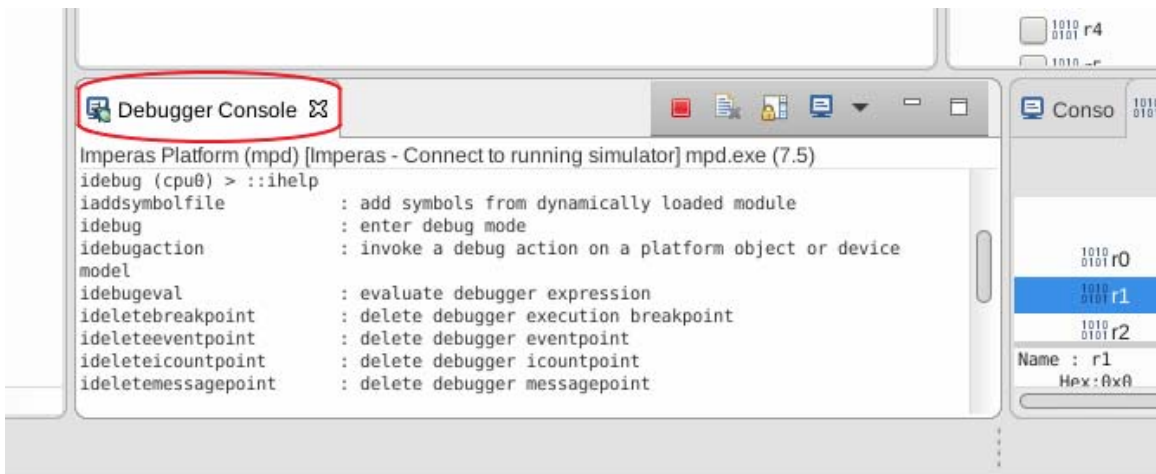 r4
Debugger Console
Conso
Imperas Platform (mpd) [Imperas - Connect to running simulator] mpd.exe (7.5)
idebug (cpu0) > ::ihelp
iaddsymbolfile : add symbols from dynamically loaded module
idebug : enter debug mode
idebugaction : invoke a debug action on a platform object or device
model
idebugeval : evaluate debugger expression
ideletebreakpoint : delete debugger execution breakpoint
ideleteeventpoint : delete debugger eventpoint
ideleteicountpoint : delete debugger icountpoint
ideletemessagepoint : delete debugger messagepoint
r0
r1
r2
Name : r1
Hex:0x0